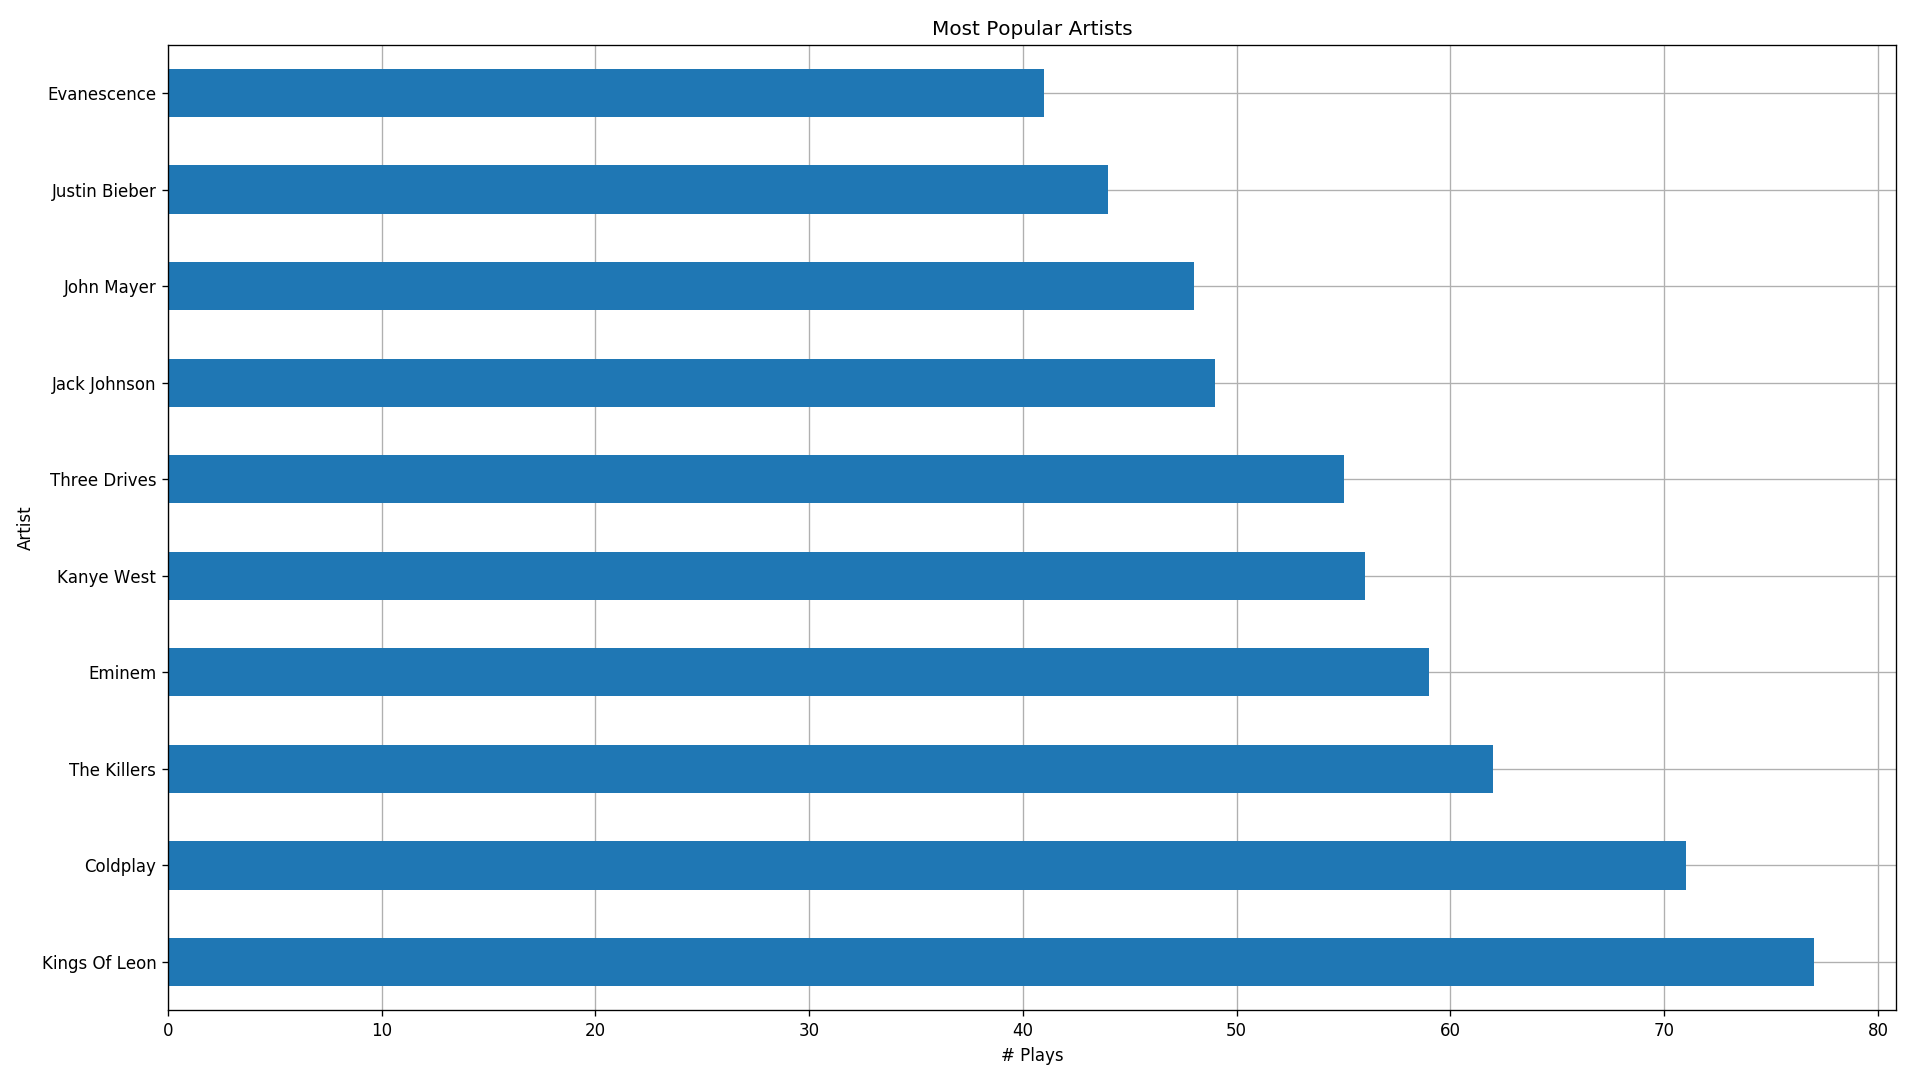 Most Popular Artists
Evanescence
Justin Bieber
John Mayer
Jack Johnson
Three Drives
Kanye West
Eminem
The Killers
Coldplay
Kings Of Leon
Artist
0 10 20 30 40 50 60 70 80
# Plays